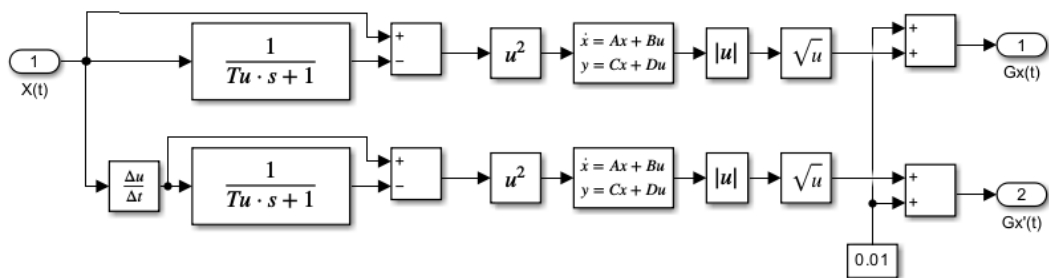 1
X(t)
1
Tu · s + 1
+
−
u²
ẋ = Ax + Bu
y = Cx + Du
|u|
√u
+
+
1
Gx(t)
Δu
Δt
1
Tu · s + 1
+
−
u²
ẋ = Ax + Bu
y = Cx + Du
|u|
√u
+
+
2
Gx'(t)
0.01